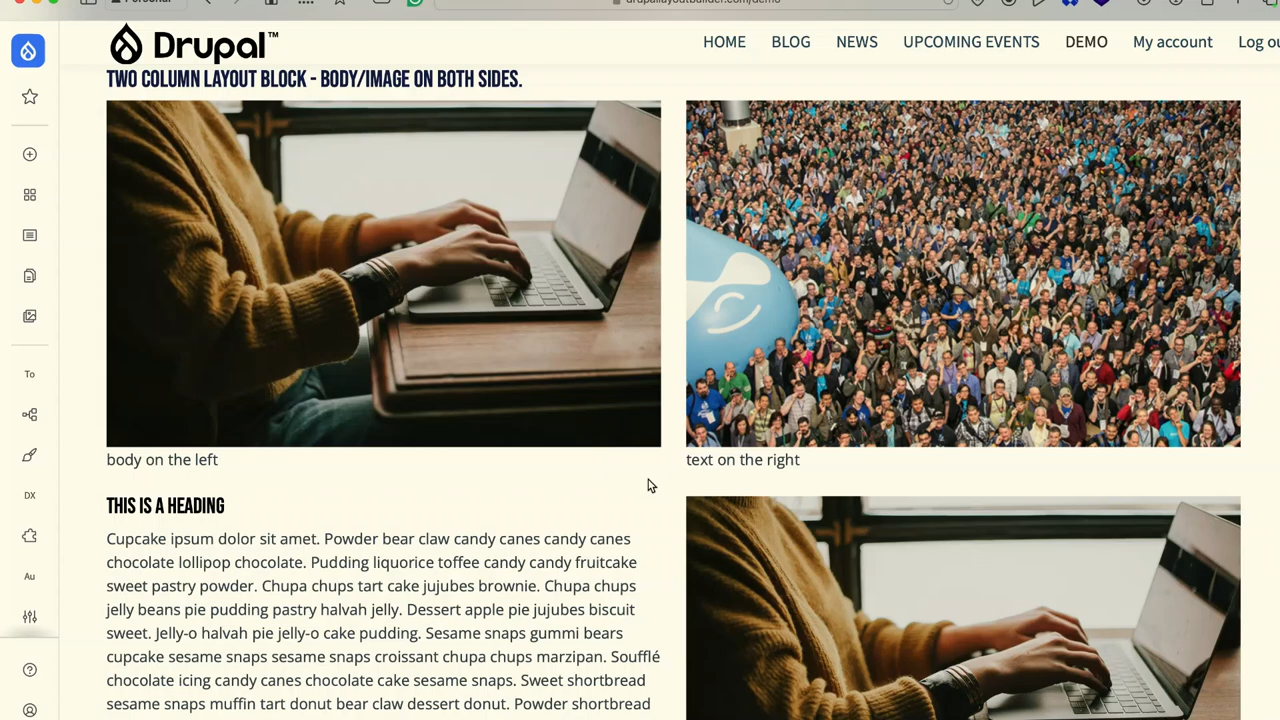 Personal
drupallayoutbuilder.com/demo
Drupal™
HOME BLOG NEWS UPCOMING EVENTS DEMO My account Log ou
TWO COLUMN LAYOUT BLOCK - BODY/IMAGE ON BOTH SIDES.
body on the left
text on the right
THIS IS A HEADING
Cupcake ipsum dolor sit amet. Powder bear claw candy canes candy canes
chocolate lollipop chocolate. Pudding liquorice toffee candy candy fruitcake
sweet pastry powder. Chupa chups tart cake jujubes brownie. Chupa chups
jelly beans pie pudding pastry halvah jelly. Dessert apple pie jujubes biscuit
sweet. Jelly-o halvah pie jelly-o cake pudding. Sesame snaps gummi bears
cupcake sesame snaps sesame snaps croissant chupa chups marzipan. Soufflé
chocolate icing candy canes chocolate cake sesame snaps. Sweet shortbread
sesame snaps muffin tart donut bear claw dessert donut. Powder shortbread
To
DX
Au